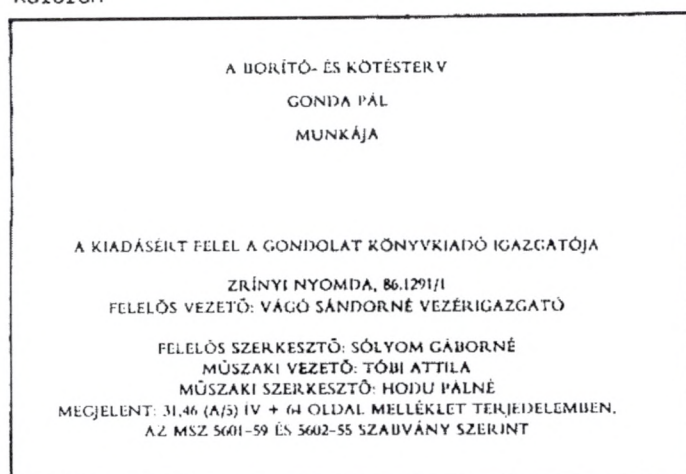 A BORÍTÓ- ÉS KÖTÉSTERV
GONDA PÁL
MUNKÁJA
A KIADÁSÉRT FELEL A GONDOLAT KÖNYVKIADÓ IGAZGATÓJA
ZRÍNYI NYOMDA, 86.1291/1
FELELŐS VEZETŐ: VÁGÓ SÁNDORNÉ VEZÉRIGAZGATÓ
FELELŐS SZERKESZTŐ: SÓLYOM GÁBORNÉ
MŰSZAKI VEZETŐ: TÓBI ATTILA
MŰSZAKI SZERKESZTŐ: HODU PÁLNÉ
MEGJELENT: 31,46 (A/5) ÍV + 64 OLDAL MELLÉKLET TERJEDELEMBEN,
AZ MSZ 5601-59 ÉS 5602-55 SZABVÁNY SZERINT